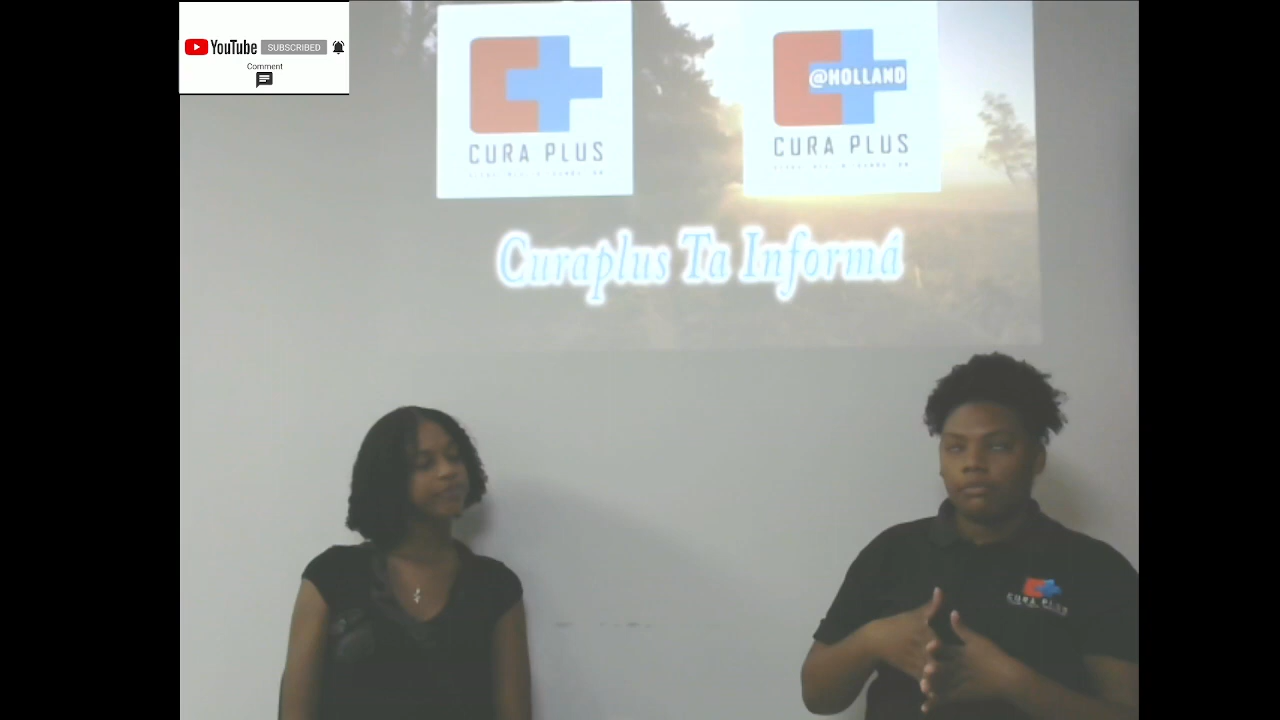 YouTube SUBSCRIBED
Comment
CURA PLUS
@HOLLAND
CURA PLUS
Curaplus Ta Informá
CURA PLUS